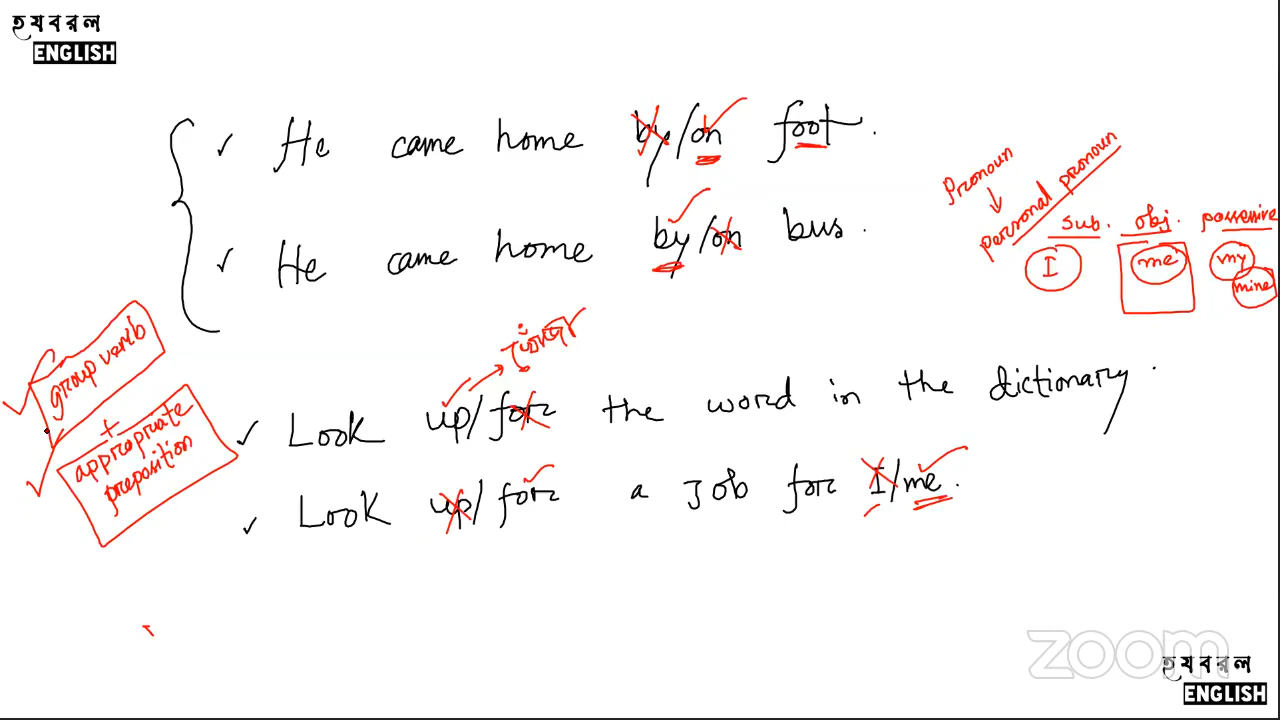 হ য ব র ল
ENGLISH
He came home by/on foot.
He came home by/on bus.
Pronoun
personal pronoun
sub. obj. possessive
I me my
mine
group verb
+
appropriate
preposition
Look up/for the word in the dictionary.
Look up/for a Job for I/me.
zoom
হ য ব র ল
ENGLISH